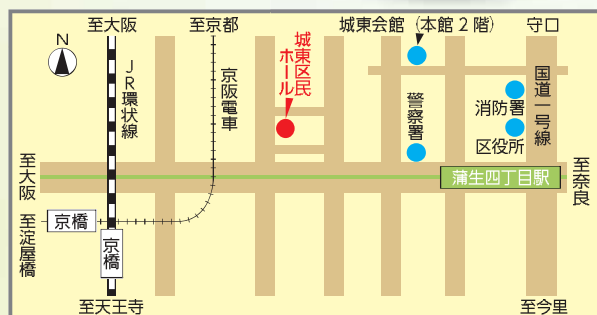 至大阪
至京都
城東会館（本館２階）
守口
N
JR環状線
京阪電車
城東区民
ホール
警察署
消防署
区役所
国道一号線
至大阪
蒲生四丁目駅
至奈良
至淀屋橋
京橋
京橋
至天王寺
至今里